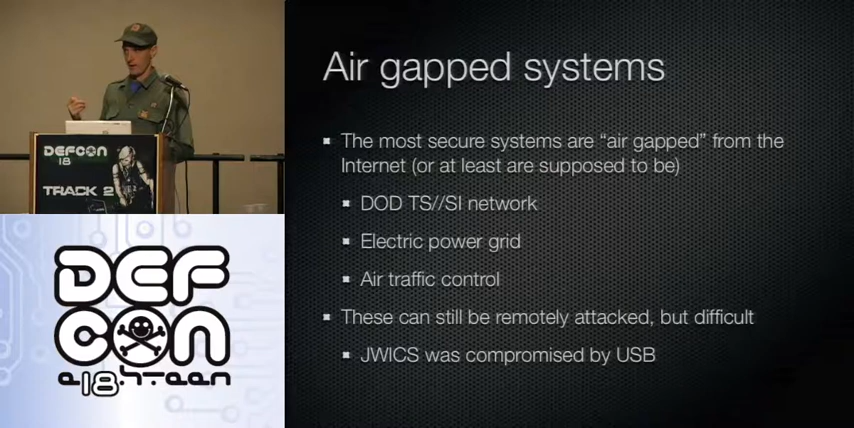 DEFCON
18
TRACK 2
DEF
CON
e18hteen
Air gapped systems
The most secure systems are “air gapped” from the
Internet (or at least are supposed to be)
DOD TS//SI network
Electric power grid
Air traffic control
These can still be remotely attacked, but difficult
JWICS was compromised by USB